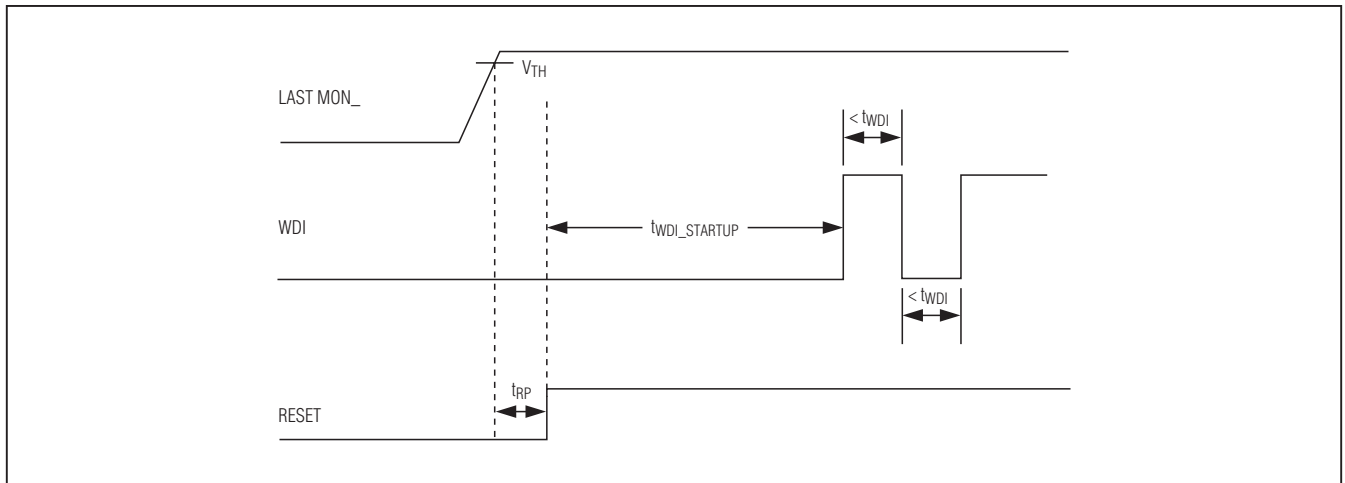 VTH
LAST MON_
< tWDI
WDI
tWDI_STARTUP
< tWDI
tRP
RESET